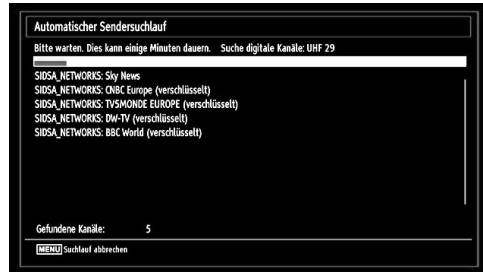 Automatischer Sendersuchlauf
Bitte warten. Dies kann einige Minuten dauern. Suche digitale Kanäle: UHF 29
SIDSA_NETWORKS: Sky News
SIDSA_NETWORKS: CNBC Europe (verschlüsselt)
SIDSA_NETWORKS: TV5MONDE EUROPE (verschlüsselt)
SIDSA_NETWORKS: DW-TV (verschlüsselt)
SIDSA_NETWORKS: BBC World (verschlüsselt)
Gefundene Kanäle: 5
MENU Suchlauf abbrechen